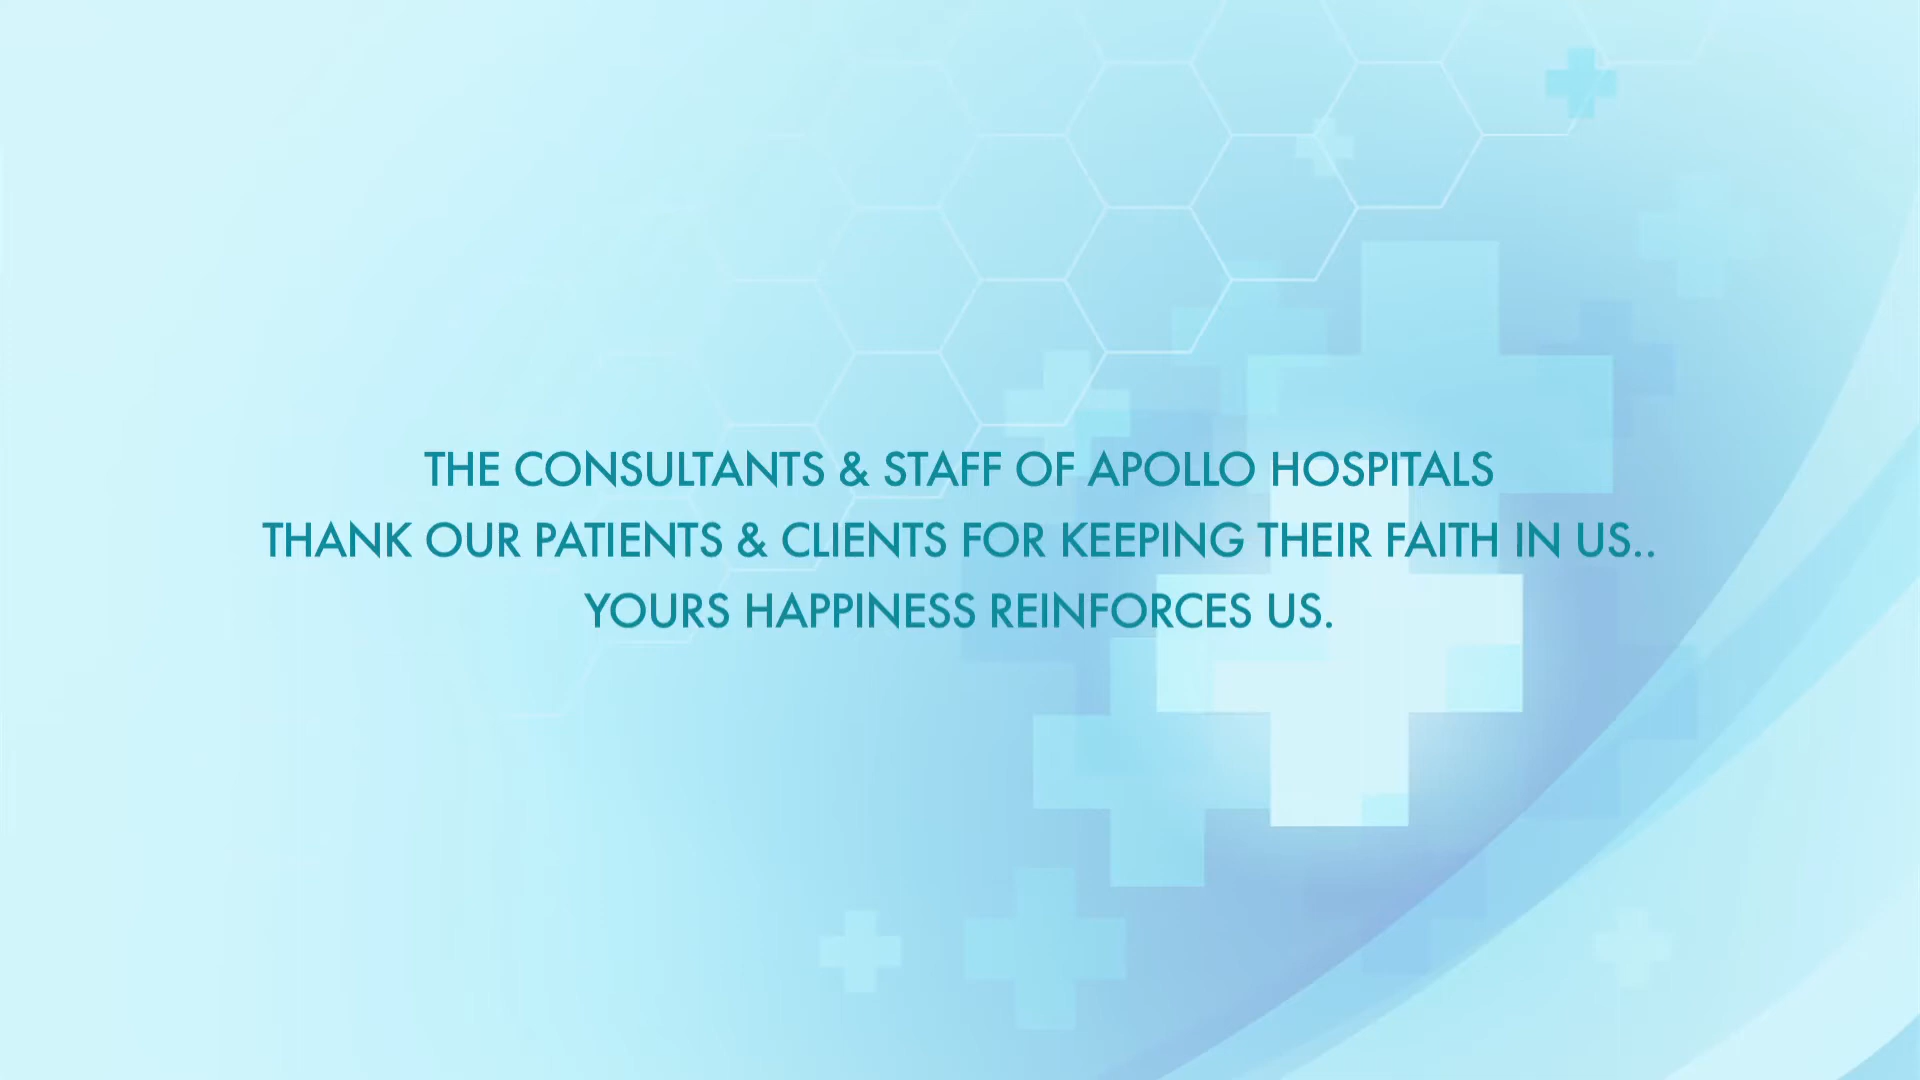 THE CONSULTANTS & STAFF OF APOLLO HOSPITALS
THANK OUR PATIENTS & CLIENTS FOR KEEPING THEIR FAITH IN US..
YOURS HAPPINESS REINFORCES US.